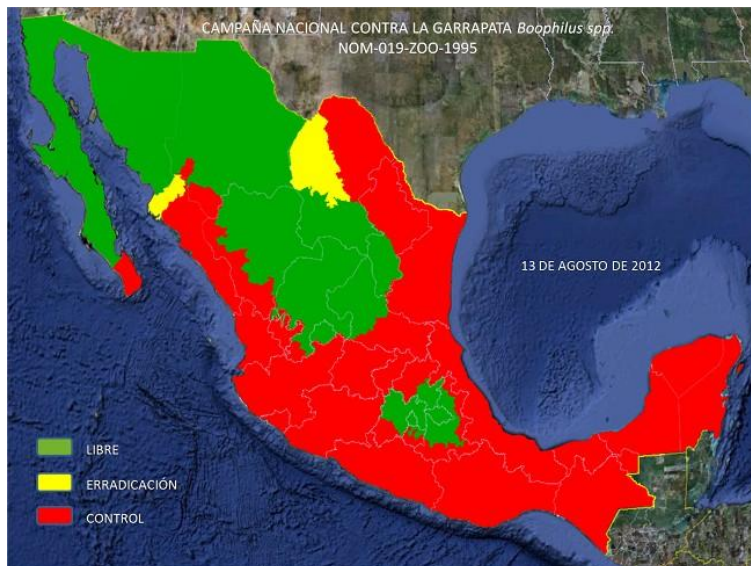 CAMPAÑA NACIONAL CONTRA LA GARRAPATA Boophilus spp.
NOM-019-ZOO-1995
13 DE AGOSTO DE 2012
LIBRE
ERRADICACIÓN
CONTROL